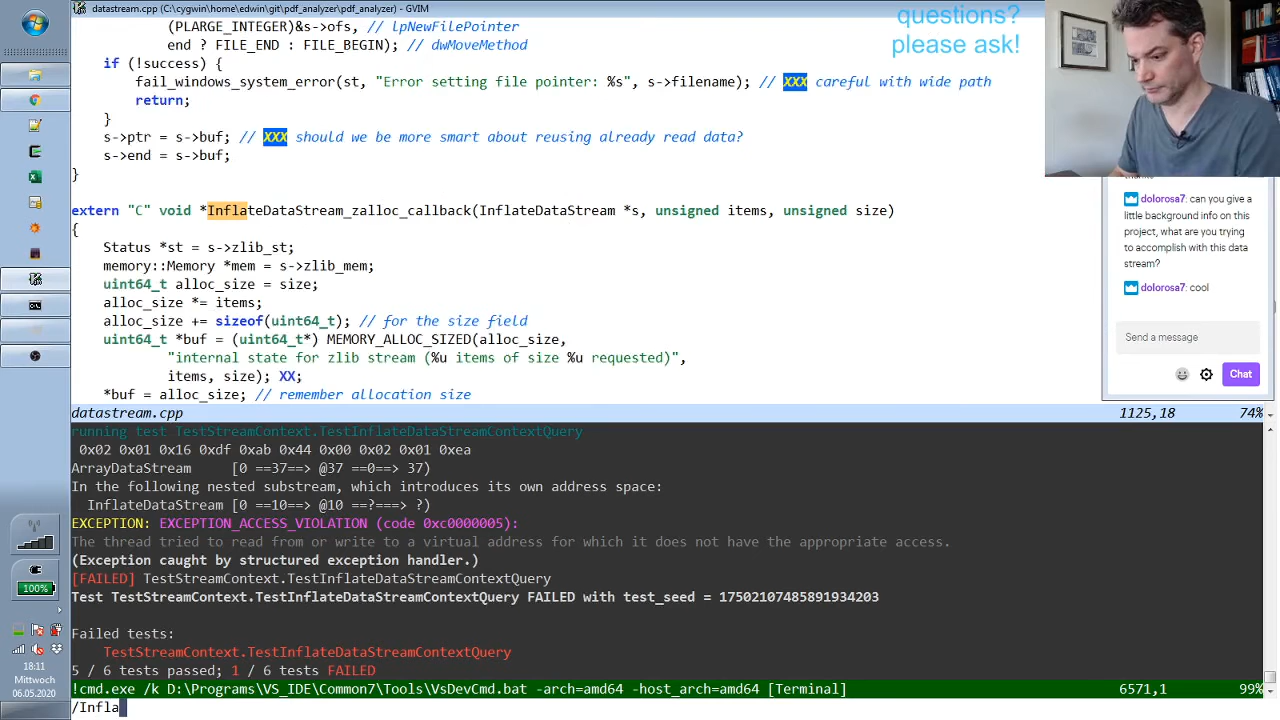 datastream.cpp (C:\cygwin\home\edwin\git\pdf_analyzer\pdf_analyzer) - GVIM
(PLARGE_INTEGER)&s->ofs, // lpNewFilePointer
end ? FILE_END : FILE_BEGIN); // dwMoveMethod
if (!success) {
fail_windows_system_error(st, "Error setting file pointer: %s", s->filename); // XXX careful with wide path
return;
}
s->ptr = s->buf; // XXX should we be more smart about reusing already read data?
s->end = s->buf;
}
extern "C" void *InflateDataStream_zalloc_callback(InflateDataStream *s, unsigned items, unsigned size)
{
Status *st = s->zlib_st;
memory::Memory *mem = s->zlib_mem;
uint64_t alloc_size = size;
alloc_size *= items;
alloc_size += sizeof(uint64_t); // for the size field
uint64_t *buf = (uint64_t*) MEMORY_ALLOC_SIZED(alloc_size,
"internal state for zlib stream (%u items of size %u requested)",
items, size); XX;
*buf = alloc_size; // remember allocation size
datastream.cpp 1125,18 74%
running test TestStreamContext.TestInflateDataStreamContextQuery
0x02 0x01 0x16 0xdf 0xab 0x44 0x00 0x02 0x01 0xea
ArrayDataStream [0 ==37==> @37 ==0==> 37)
In the following nested substream, which introduces its own address space:
InflateDataStream [0 ==10==> @10 ==?===> ?)
EXCEPTION: EXCEPTION_ACCESS_VIOLATION (code 0xc0000005):
The thread tried to read from or write to a virtual address for which it does not have the appropriate access.
(Exception caught by structured exception handler.)
[FAILED] TestStreamContext.TestInflateDataStreamContextQuery
Test TestStreamContext.TestInflateDataStreamContextQuery FAILED with test_seed = 17502107485891934203
Failed tests:
TestStreamContext.TestInflateDataStreamContextQuery
5 / 6 tests passed; 1 / 6 tests FAILED
!cmd.exe /k D:\Programs\VS_IDE\Common7\Tools\VsDevCmd.bat -arch=amd64 -host_arch=amd64 [Terminal] 6571,1 99%
/Infla
questions?
please ask!
dolorosa7: can you give a
little background info on this
project, what are you trying
to accomplish with this data
stream?
dolorosa7: cool
Send a message
Chat
100%
18:11
Mittwoch
06.05.2020